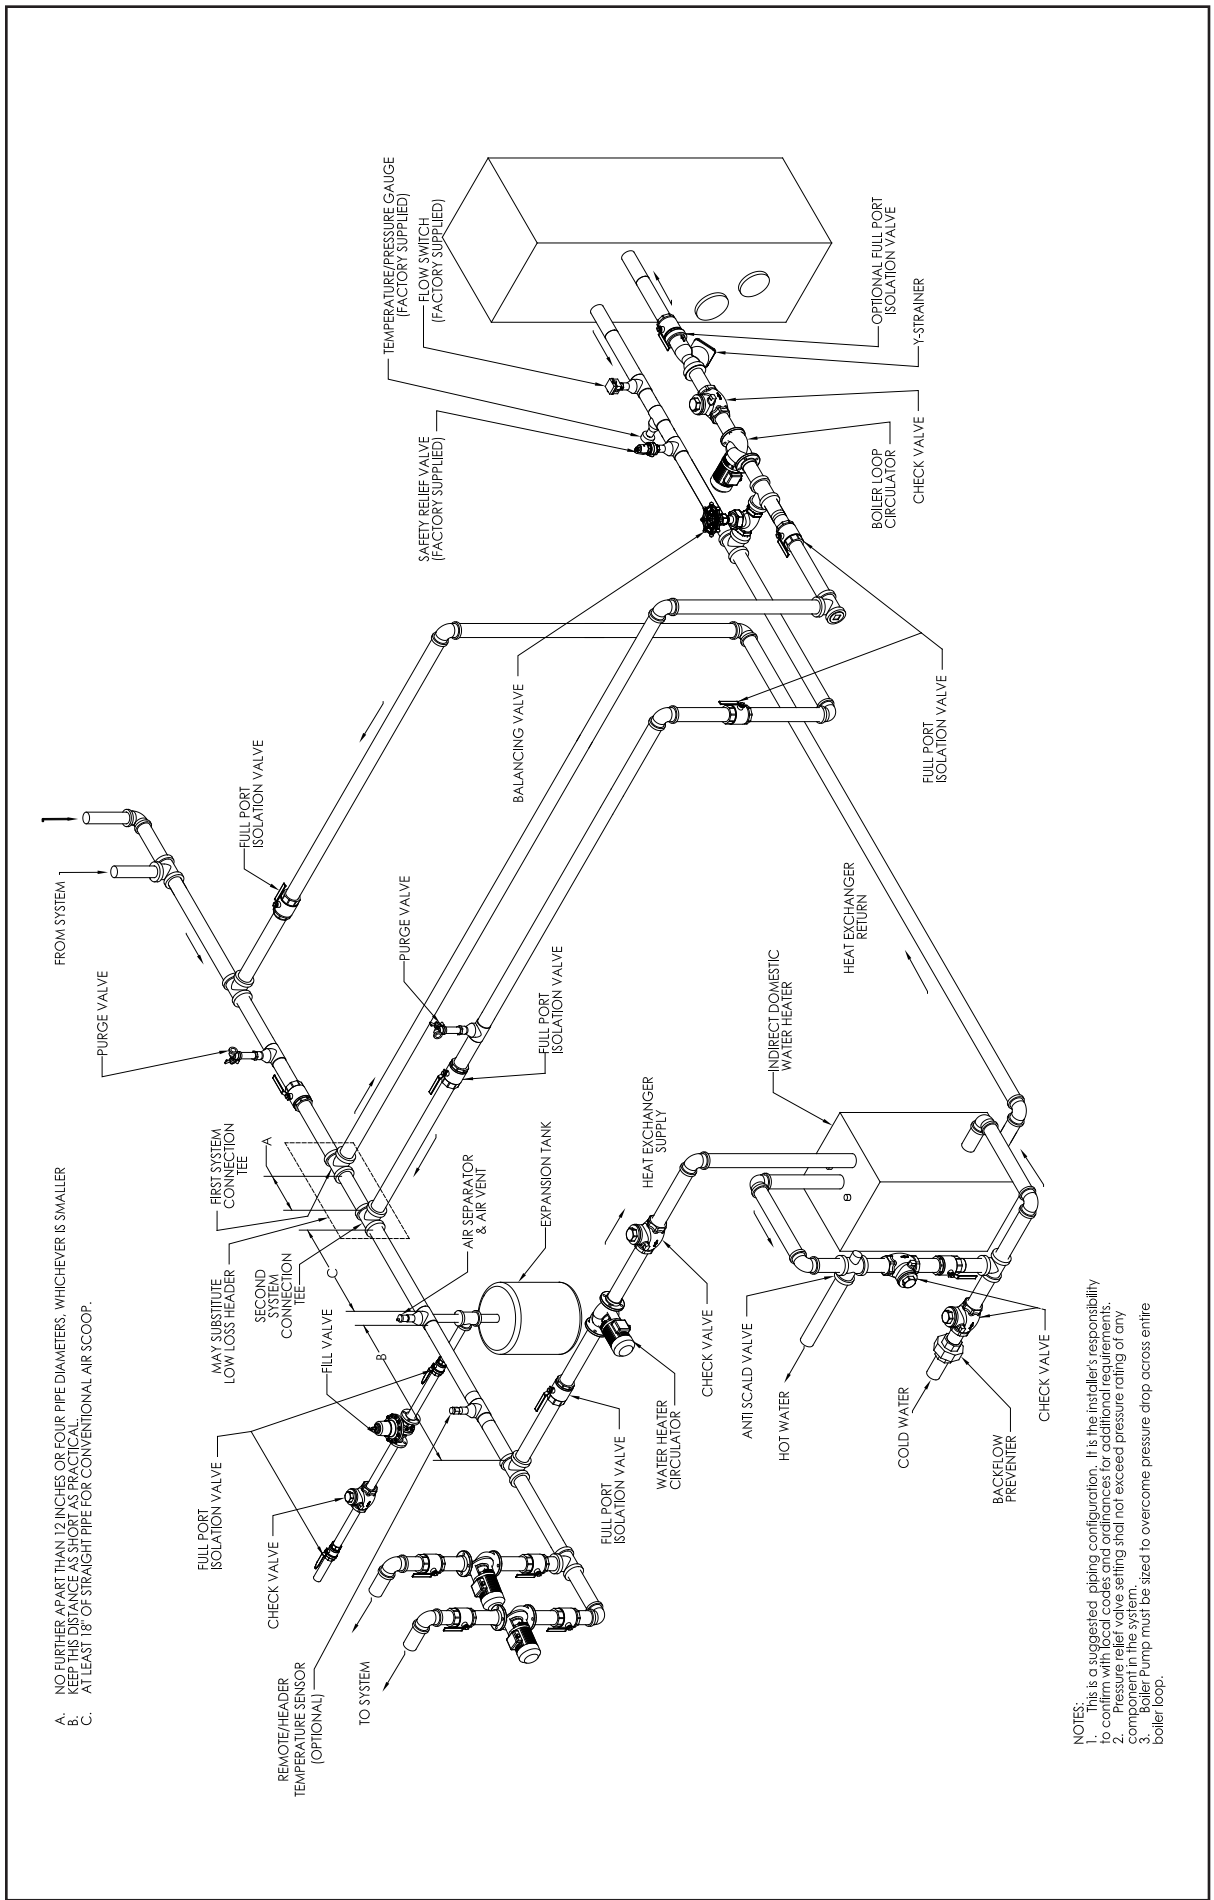 A. NO FURTHER APART THAN 12 INCHES OR FOUR PIPE DIAMETERS, WHICHEVER IS SMALLER
B. KEEP THIS DISTANCE AS SHORT AS PRACTICAL.
C. AT LEAST 18" OF STRAIGHT PIPE FOR CONVENTIONAL AIR SCOOP.
FROM SYSTEM
PURGE VALVE
FULL PORT
ISOLATION VALVE
TEMPERATURE/PRESSURE GAUGE
(FACTORY SUPPLIED)
FLOW SWITCH
(FACTORY SUPPLIED)
SAFETY RELIEF VALVE
(FACTORY SUPPLIED)
FIRST SYSTEM
CONNECTION
TEE
A
MAY SUBSTITUTE
LOW LOSS HEADER
SECOND
SYSTEM
CONNECTION
TEE
C
FILL VALVE
B
FULL PORT
ISOLATION VALVE
CHECK VALVE
REMOTE/HEADER
TEMPERATURE SENSOR
(OPTIONAL)
TO SYSTEM
PURGE VALVE
FULL PORT
ISOLATION VALVE
AIR SEPARATOR
& AIR VENT
EXPANSION TANK
BALANCING VALVE
OPTIONAL FULL PORT
ISOLATION VALVE
Y-STRAINER
CHECK VALVE
BOILER LOOP
CIRCULATOR
FULL PORT
ISOLATION VALVE
HEAT EXCHANGER
RETURN
INDIRECT DOMESTIC
WATER HEATER
HEAT EXCHANGER
SUPPLY
FULL PORT
ISOLATION VALVE
WATER HEATER
CIRCULATOR
CHECK VALVE
ANTI SCALD VALVE
HOT WATER
COLD WATER
BACKFLOW
PREVENTER
CHECK VALVE
NOTES:
1. This is a suggested piping configuration. It is the installer's responsibility
to confirm with local codes and ordinances for additional requirements.
2. Pressure relief valve setting shal not exceed pressure rating of any
component in the system.
3. Boiler Pump must be sized to overcome pressure drop across entire
boiler loop.